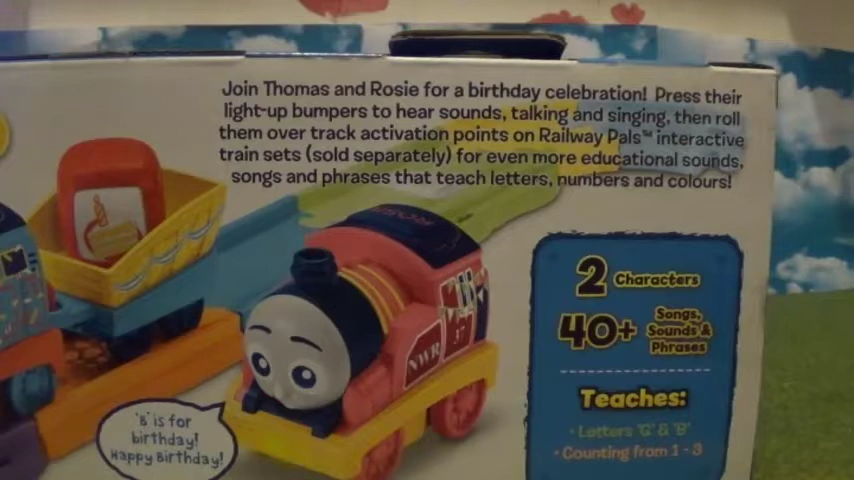 Join Thomas and Rosie for a birthday celebration! Press their
light-up bumpers to hear sounds, talking and singing, then roll
them over track activation points on Railway Pals™ interactive
train sets (sold separately) for even more educational sounds,
songs and phrases that teach letters, numbers and colours!
ROSIE
2 Characters
40+ Songs,
Sounds &
Phrases
NWR
37
Teaches:
• Letters 'G' & 'B'
• Counting from 1 - 3
'B' is for
birthday!
Happy Birthday!